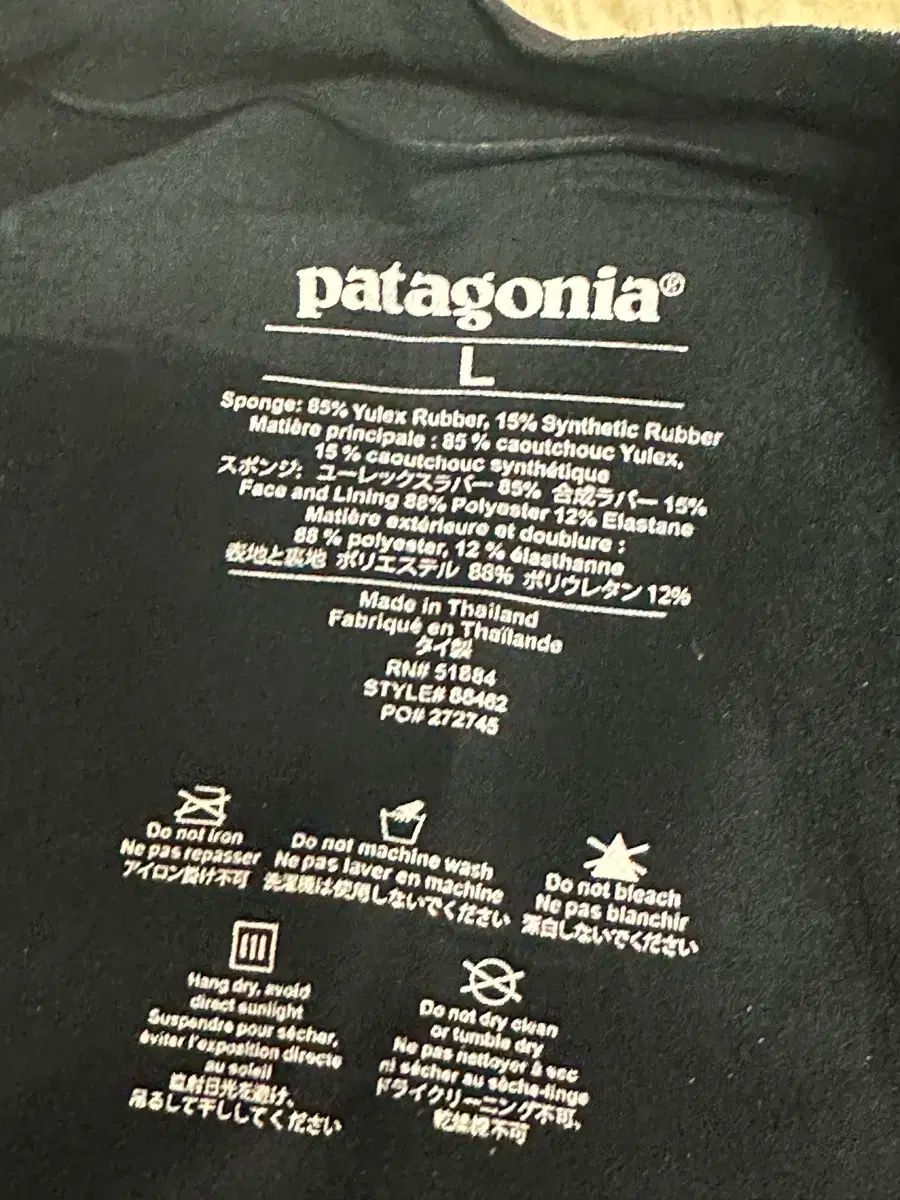 patagonia®
L
Sponge: 85% Yulex Rubber, 15% Synthetic Rubber
Matière principale : 85 % caoutchouc Yulex,
15 % caoutchouc synthétique
スポンジ: ユーレックスラバー 85% 合成ラバー 15%
Face and Lining 88% Polyester 12% Elastane
Matière extérieure et doublure :
88 % polyester, 12 % élasthanne
表地と裏地 ポリエステル 88% ポリウレタン 12%
Made in Thailand
Fabriqué en Thaïlande
タイ製
RN# 51884
STYLE# 88462
PO# 272745
Do not iron
Ne pas repasser
アイロン掛け不可
Do not machine wash
Ne pas laver en machine
洗濯機は使用しないでください
Do not bleach
Ne pas blanchir
漂白しないでください
Hang dry, avoid
direct sunlight
Suspendre pour sécher,
éviter l'exposition directe
au soleil
直射日光を避け、
吊るして干ししてください
Do not dry clean
or tumble dry
Ne pas nettoyer à sec
ni sécher au sèche-linge
ドライクリーニング不可,
乾燥機不可